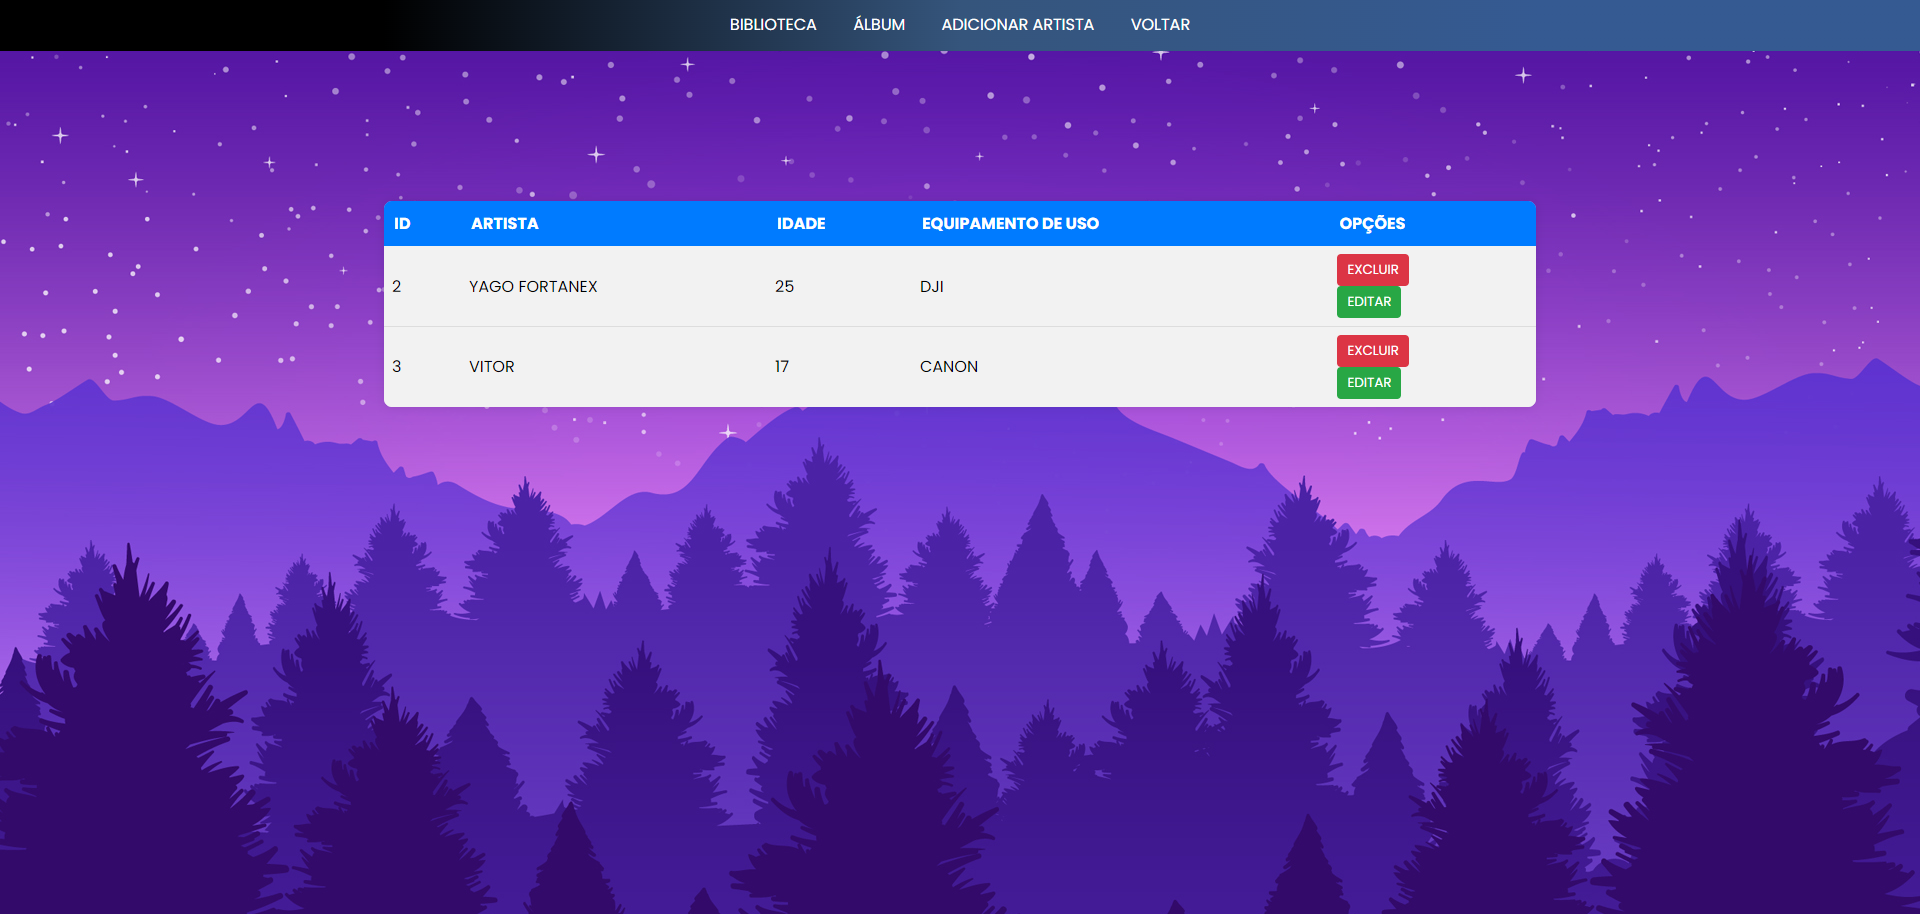 BIBLIOTECA ÁLBUM ADICIONAR ARTISTA VOLTAR
ID ARTISTA IDADE EQUIPAMENTO DE USO OPÇÕES
2 YAGO FORTANEX 25 DJI EXCLUIR
EDITAR
3 VITOR 17 CANON EXCLUIR
EDITAR